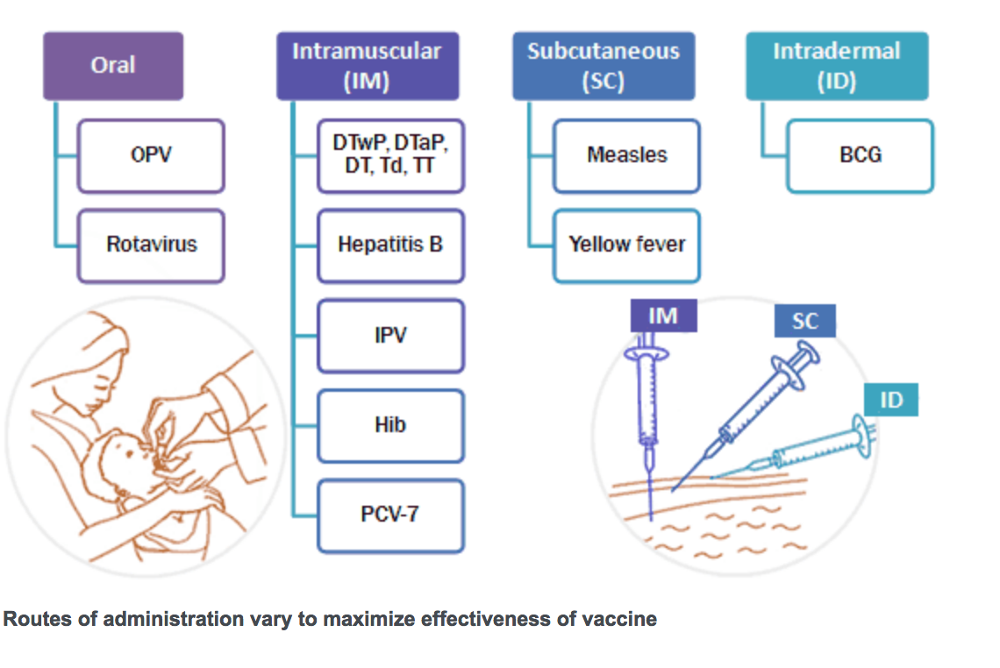 Oral
OPV
Rotavirus
Intramuscular
(IM)
DTwP, DTaP,
DT, Td, TT
Hepatitis B
IPV
Hib
PCV-7
Subcutaneous
(SC)
Measles
Yellow fever
Intradermal
(ID)
BCG
IM
SC
ID
Routes of administration vary to maximize effectiveness of vaccine